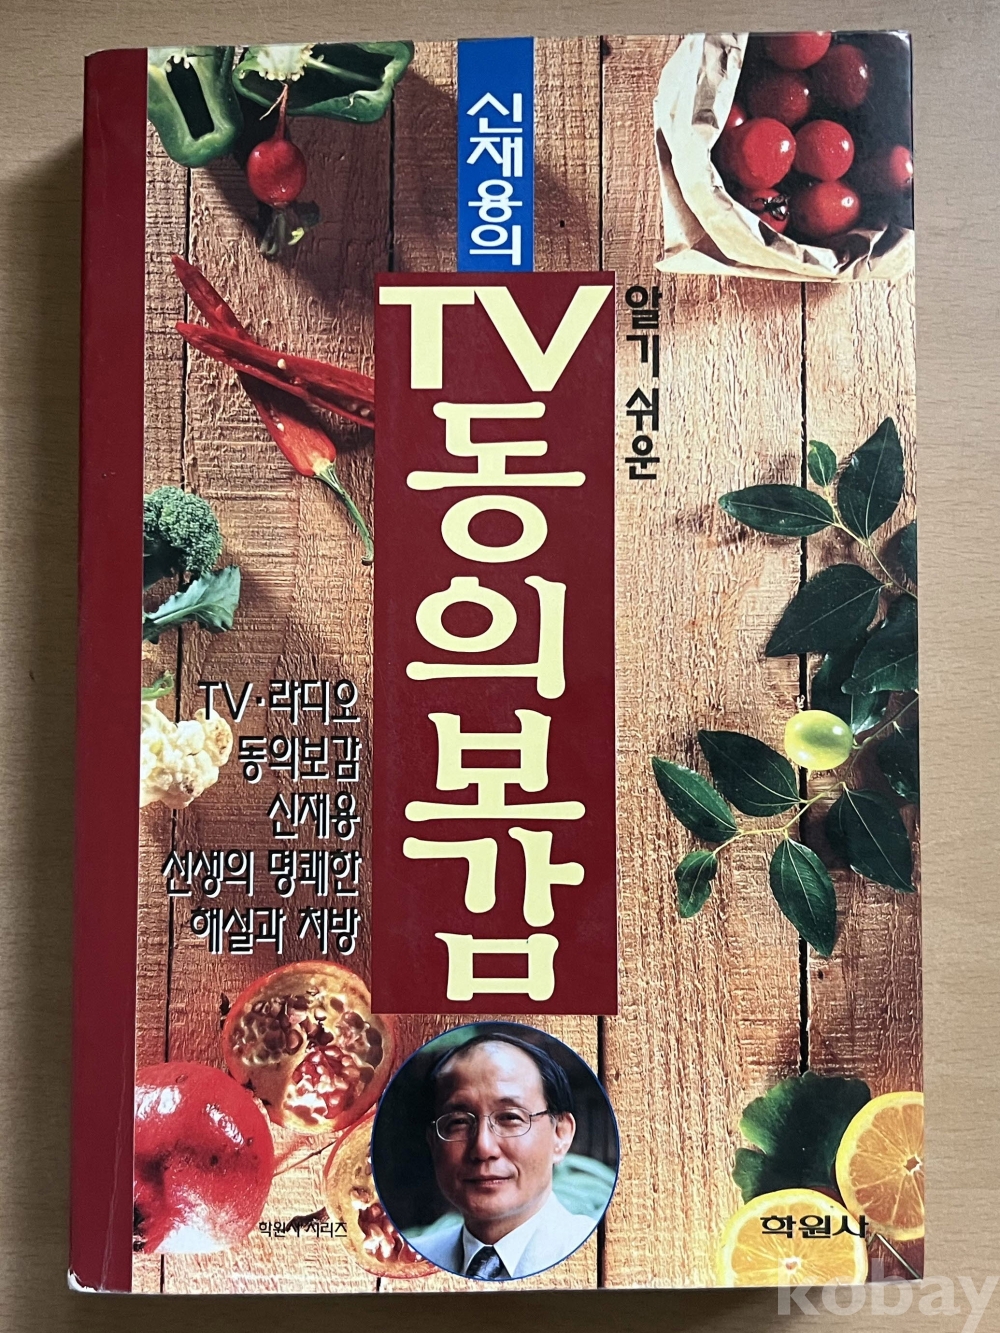 신재용의
알기쉬운
TV
동의보감
TV·라디오
동의보감
신재용
선생의 명쾌한
해설과 처방
학원사 시리즈
학원사
kobay